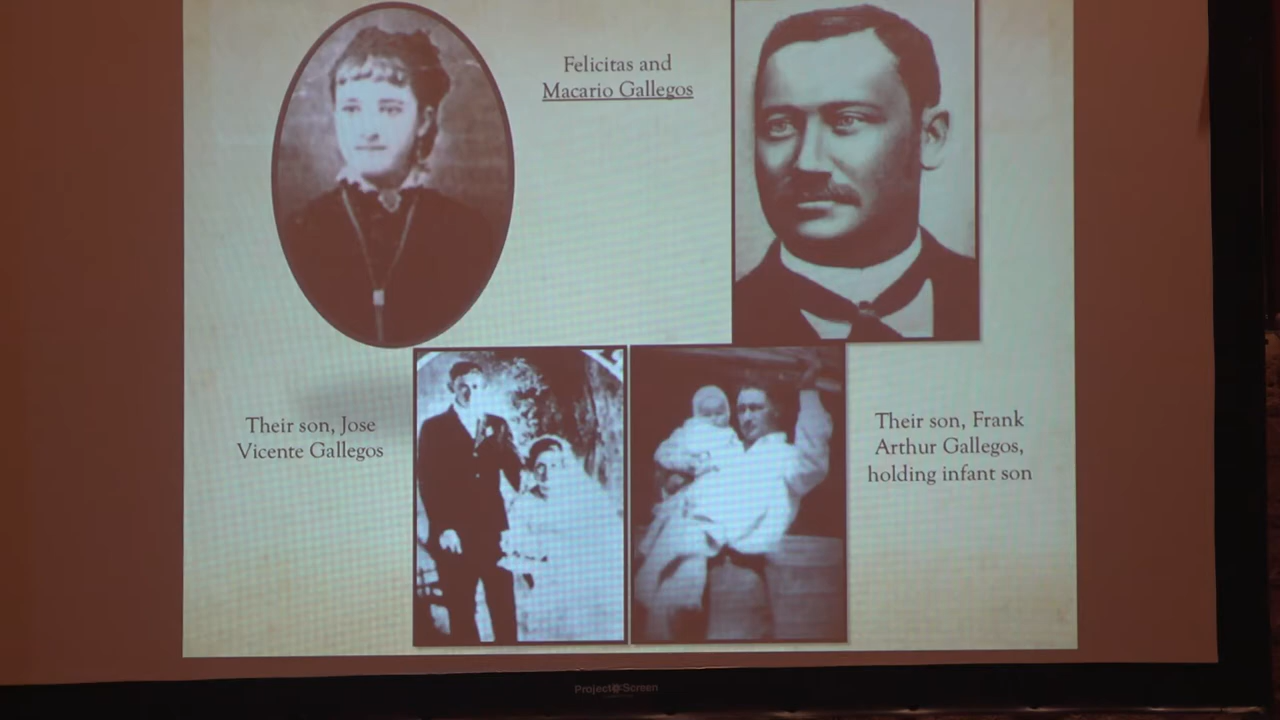 Felicitas and
Macario Gallegos
Their son, Jose
Vicente Gallegos
Their son, Frank
Arthur Gallegos,
holding infant son
Project Screen